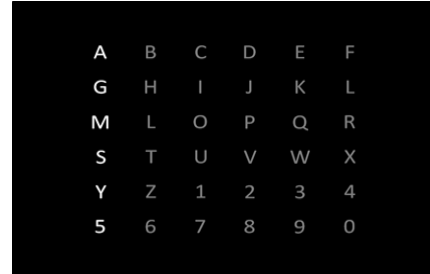 A B C D E F
G H I J K L
M L O P Q R
S T U V W X
Y Z 1 2 3 4
5 6 7 8 9 0